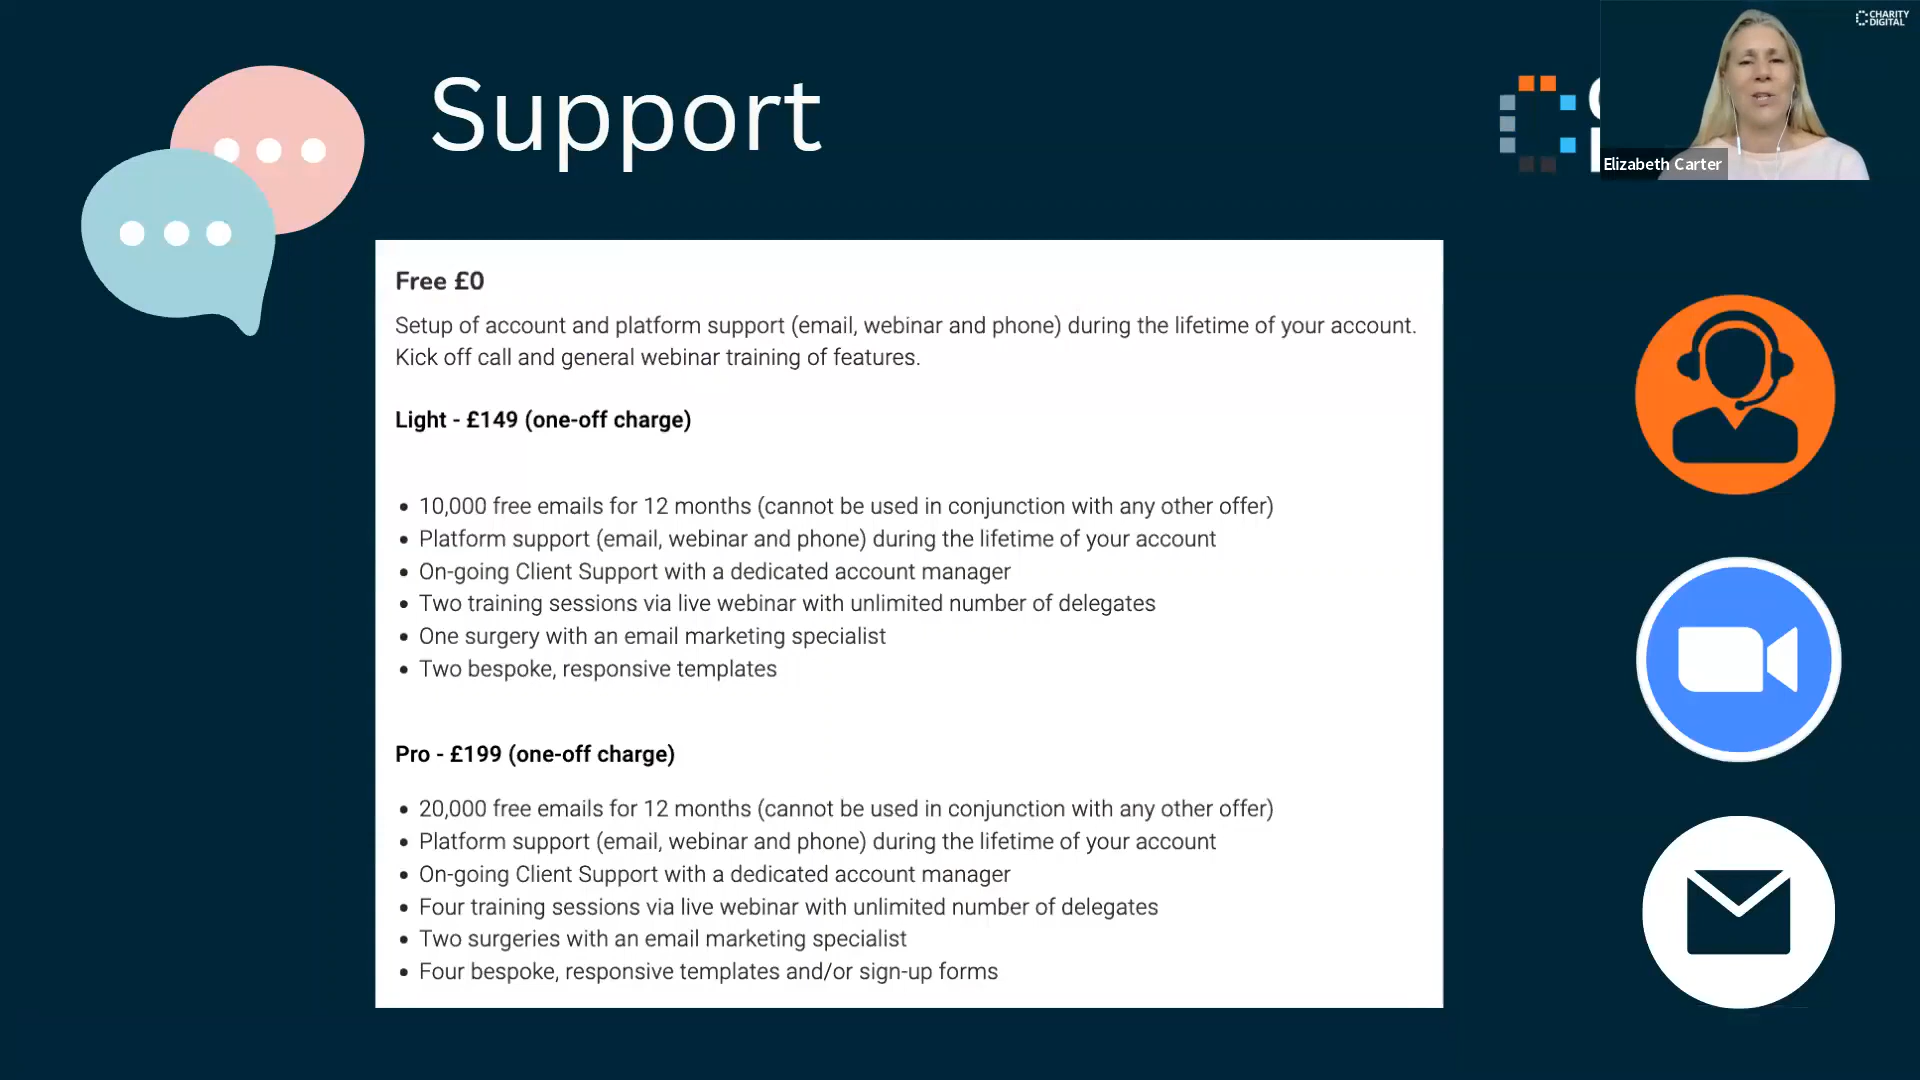 CHARITY
DIGITAL
Support
Elizabeth Carter
Free £0
Setup of account and platform support (email, webinar and phone) during the lifetime of your account.
Kick off call and general webinar training of features.
Light - £149 (one-off charge)
• 10,000 free emails for 12 months (cannot be used in conjunction with any other offer)
• Platform support (email, webinar and phone) during the lifetime of your account
• On-going Client Support with a dedicated account manager
• Two training sessions via live webinar with unlimited number of delegates
• One surgery with an email marketing specialist
• Two bespoke, responsive templates
Pro - £199 (one-off charge)
• 20,000 free emails for 12 months (cannot be used in conjunction with any other offer)
• Platform support (email, webinar and phone) during the lifetime of your account
• On-going Client Support with a dedicated account manager
• Four training sessions via live webinar with unlimited number of delegates
• Two surgeries with an email marketing specialist
• Four bespoke, responsive templates and/or sign-up forms